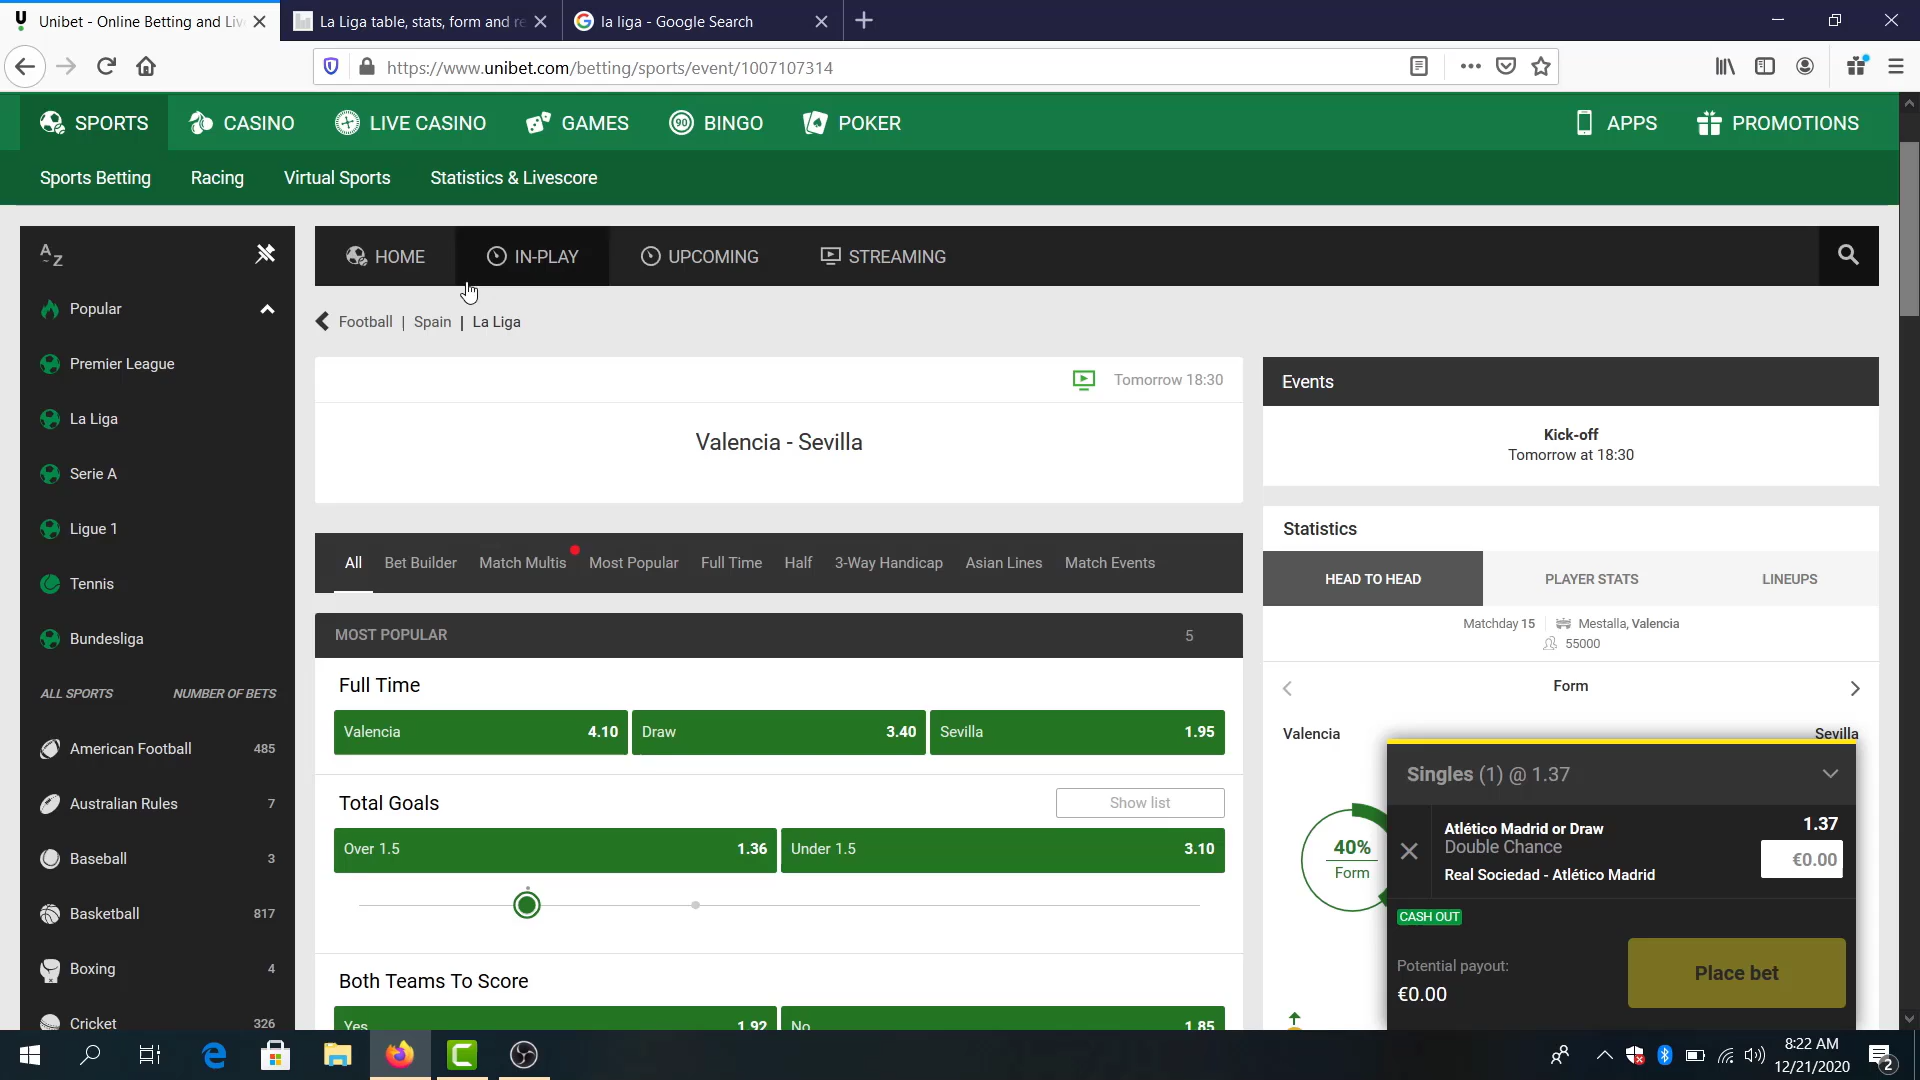 Unibet - Online Betting and Liv
La Liga table, stats, form and re
la liga - Google Search
https://www.unibet.com/betting/sports/event/1007107314
SPORTS
CASINO
LIVE CASINO
GAMES
90 BINGO
POKER
APPS
PROMOTIONS
Sports Betting
Racing
Virtual Sports
Statistics & Livescore
A
~ Z
HOME
IN-PLAY
UPCOMING
STREAMING
Popular
Football | Spain | La Liga
Premier League
La Liga
Serie A
Ligue 1
Tennis
Bundesliga
ALL SPORTS NUMBER OF BETS
American Football 485
Australian Rules 7
Baseball 3
Basketball 817
Boxing 4
Cricket 326
Tomorrow 18:30
Valencia - Sevilla
All
Bet Builder
Match Multis
Most Popular
Full Time
Half
3-Way Handicap
Asian Lines
Match Events
MOST POPULAR 5
Full Time
Valencia 4.10
Draw 3.40
Sevilla 1.95
Total Goals
Show list
Over 1.5 1.36
Under 1.5 3.10
Both Teams To Score
Yes 1.92
No 1.85
Events
Kick-off
Tomorrow at 18:30
Statistics
HEAD TO HEAD
PLAYER STATS
LINEUPS
Matchday 15
Mestalla, Valencia
55000
Form
Valencia
Sevilla
40%
Form
Singles (1) @ 1.37
Atlético Madrid or Draw 1.37
Double Chance
€0.00
Real Sociedad - Atlético Madrid
CASH OUT
Potential payout:
€0.00
Place bet
8:22 AM
12/21/2020
2